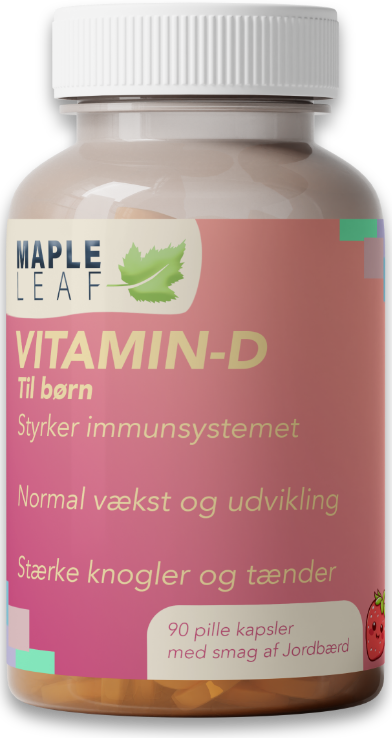 MAPLE
LEAF
VITAMIN-D
Til børn
Styrker immunsystemet
Normal vækst og udvikling
Stærke knogler og tænder
90 pille kapsler
med smag af Jordbærd